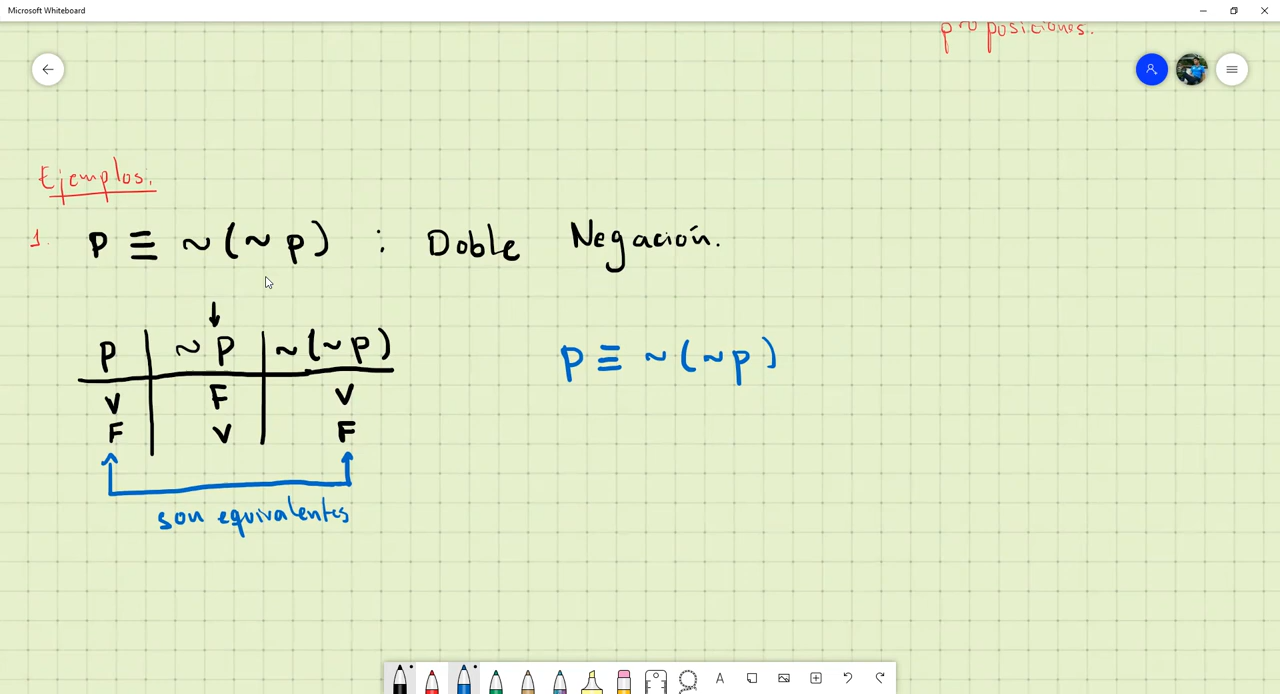 Microsoft Whiteboard
proposiciones.
Ejemplos.
1. p ≡ ~(~p) : Doble Negación.
p | ~p | ~(~p)
V F V
F V F
son equivalentes
p ≡ ~(~p)
A